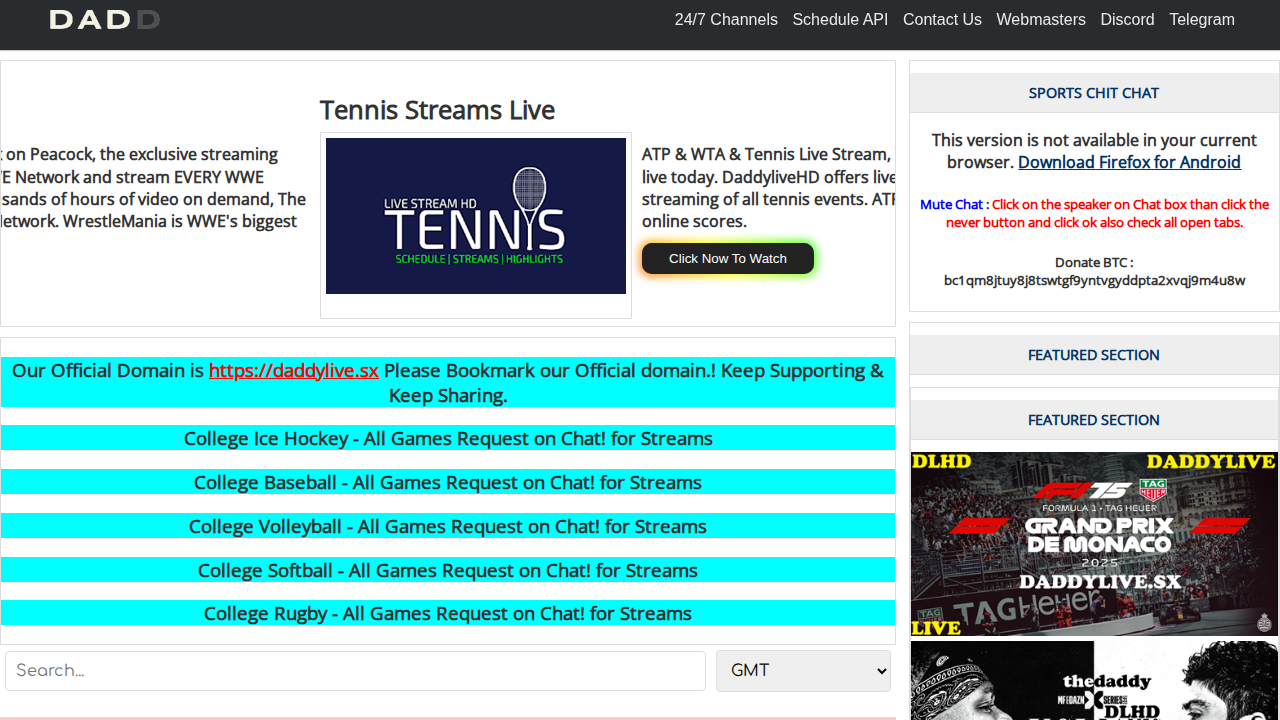 DADD
24/7 Channels Schedule API Contact Us Webmasters Discord Telegram
on Peacock, the exclusive streaming
E Network and stream EVERY WWE
sands of hours of video on demand, The
Network. WrestleMania is WWE's biggest
Tennis Streams Live
LIVE STREAM HD
TENNIS
SCHEDULE | STREAMS | HIGHLIGHTS
ATP & WTA & Tennis Live Stream,
live today. DaddyliveHD offers live
streaming of all tennis events. ATP
online scores.
Click Now To Watch
Our Official Domain is https://daddylive.sx Please Bookmark our Official domain.! Keep Supporting &
Keep Sharing.
College Ice Hockey - All Games Request on Chat! for Streams
College Baseball - All Games Request on Chat! for Streams
College Volleyball - All Games Request on Chat! for Streams
College Softball - All Games Request on Chat! for Streams
College Rugby - All Games Request on Chat! for Streams
Search...
GMT
SPORTS CHIT CHAT
This version is not available in your current
browser. Download Firefox for Android
Mute Chat : Click on the speaker on Chat box than click the
never button and click ok also check all open tabs.
Donate BTC :
bc1qm8jtuy8j8tswtgf9yntvgyddpta2xvqj9m4u8w
FEATURED SECTION
FEATURED SECTION
DLHD DADDYLIVE
F1 75 TAG HEUER
FORMULA 1 • TAG HEUER
GRAND PRIX
DE MONACO
2025
DADDYLIVE.SX
TAGHeuer
LIVE
thedaddy
MF DAZN X SERIES
DLHD